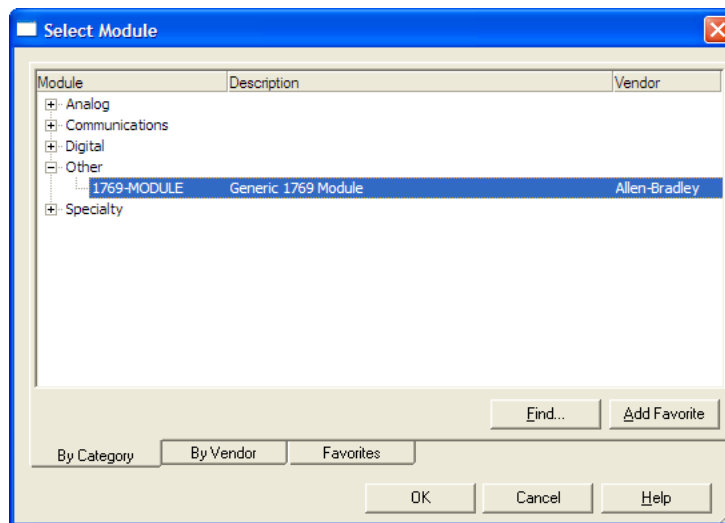 Select Module
Module Description Vendor
Analog
Communications
Digital
Other
1769-MODULE Generic 1769 Module Allen-Bradley
Specialty
Find... Add Favorite
By Category By Vendor Favorites
OK Cancel Help